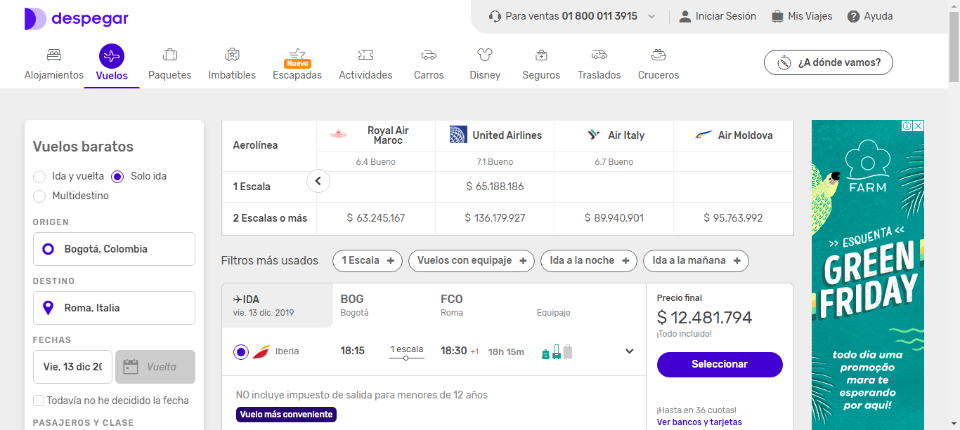 despegar
Para ventas 01 800 011 3915
Iniciar Sesión
Mis Viajes
Ayuda
Alojamientos
Vuelos
Paquetes
Imbatibles
Nuevo
Escapadas
Actividades
Carros
Disney
Seguros
Traslados
Cruceros
¿A dónde vamos?
Vuelos baratos
Ida y vuelta
Solo ida
Multidestino
ORIGEN
Bogotá, Colombia
DESTINO
Roma, Italia
FECHAS
Vie, 13 dic 20
Vuelta
Todavía no he decidido la fecha
PASAJEROS Y CLASE
Aerolínea
Royal Air
Maroc
United Airlines
Air Italy
Air Moldova
6.4 Bueno
7.1 Bueno
6.7 Bueno
1 Escala
$ 65.188.186
2 Escalas o más
$ 63.245.167
$ 136.179.927
$ 89.940.901
$ 95.763.992
Filtros más usados
1 Escala +
Vuelos con equipaje +
Ida a la noche +
Ida a la mañana +
IDA
vie. 13 dic. 2019
BOG
Bogotá
FCO
Roma
Equipaje
Iberia
18:15
1 escala
18:30 +1
18h 15m
NO incluye impuesto de salida para menores de 12 años
Vuelo más conveniente
Precio final
$ 12.481.794
¡Todo incluido!
Seleccionar
¡Hasta en 36 cuotas!
Ver bancos y tarjetas
FARM
>> ESQUENTA <<
GREEN
FRIDAY
todo dia uma
promoção
mara te
esperando
por aqui!